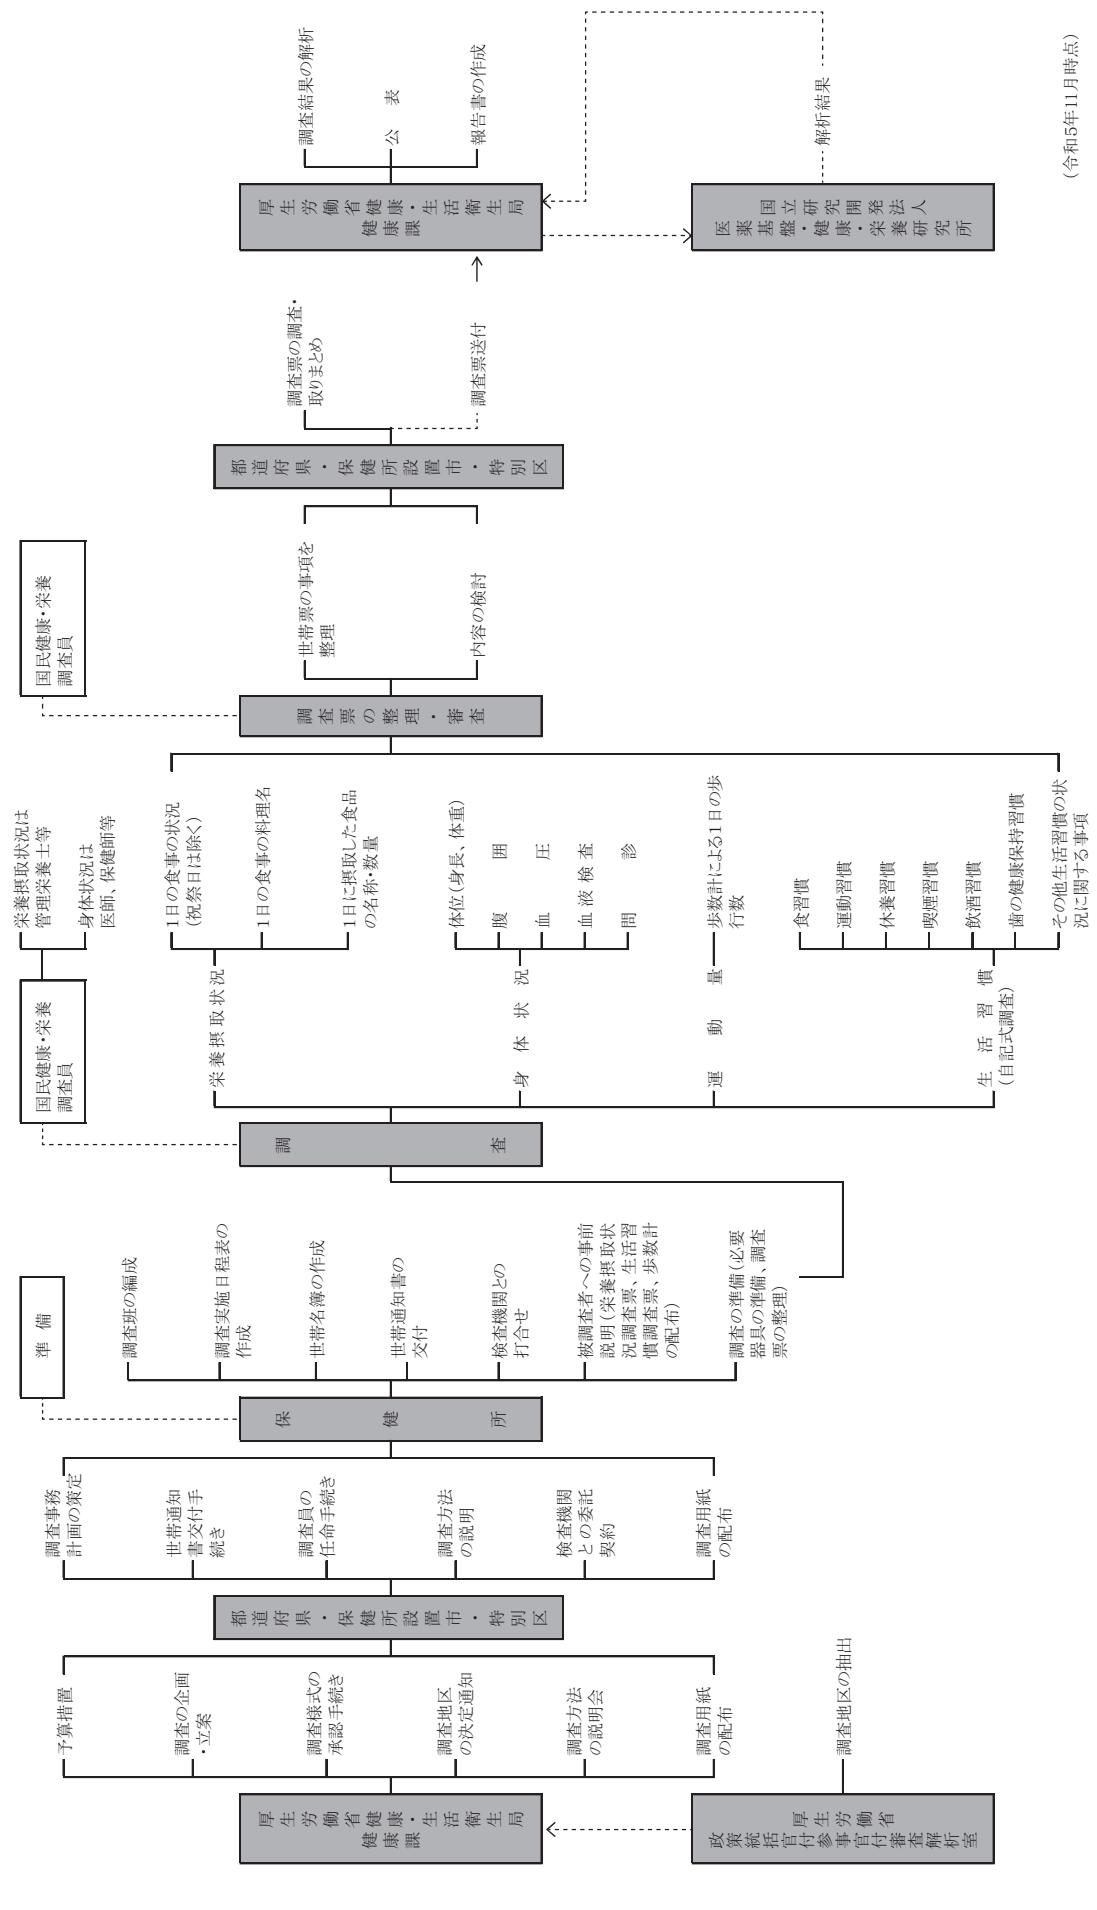 厚生労働省健康・生活衛生局
健康課
厚生労働省
政策統括官付参事官付審査解析室
予算措置
調査の企画
・立案
調査様式の
承認手続き
調査地区
の決定通知
調査方法
の説明会
調査用紙
の配布
調査地区の抽出
都道府県・保健所設置市・特別区
調査事務
計画の策定
世帯通知
書交付手
続き
調査員の
任命手続き
調査方法
の説明
検査機関
との委託
契約
調査用紙
の配布
準備
保健所
調査班の編成
調査実施日程表の
作成
世帯名簿の作成
世帯通知書の
交付
検査機関との
打合せ
被調査者への事前
説明(栄養摂取状
況調査票、生活習
慣調査票、歩数計
の配布)
調査の準備(必要
器具の準備、調査
票の整理)
国民健康・栄養
調査員
栄養摂取状況は
管理栄養士等
身体状況は
医師、保健師等
調査
栄養摂取状況
1日の食事の状況
(祝祭日は除く)
1日の食事の料理名
1日に摂取した食品
の名称・数量
身体状況
体位(身長、体重)
腹囲
血圧
血液検査
問診
運動量
歩数計による1日の歩
行数
生活習慣
(自記式調査)
食習慣
運動習慣
休養習慣
喫煙習慣
飲酒習慣
歯の健康保持習慣
その他生活習慣の状
況に関する事項
国民健康・栄養
調査員
調査票の整理・審査
世帯票の事項を
整理
内容の検討
都道府県・保健所設置市・特別区
調査票の調査・
取りまとめ
調査票送付
厚生労働省健康・生活衛生局
健康課
調査結果の解析
公表
報告書の作成
国立研究開発法人
医薬基盤・健康・栄養研究所
解析結果
(令和5年11月時点)